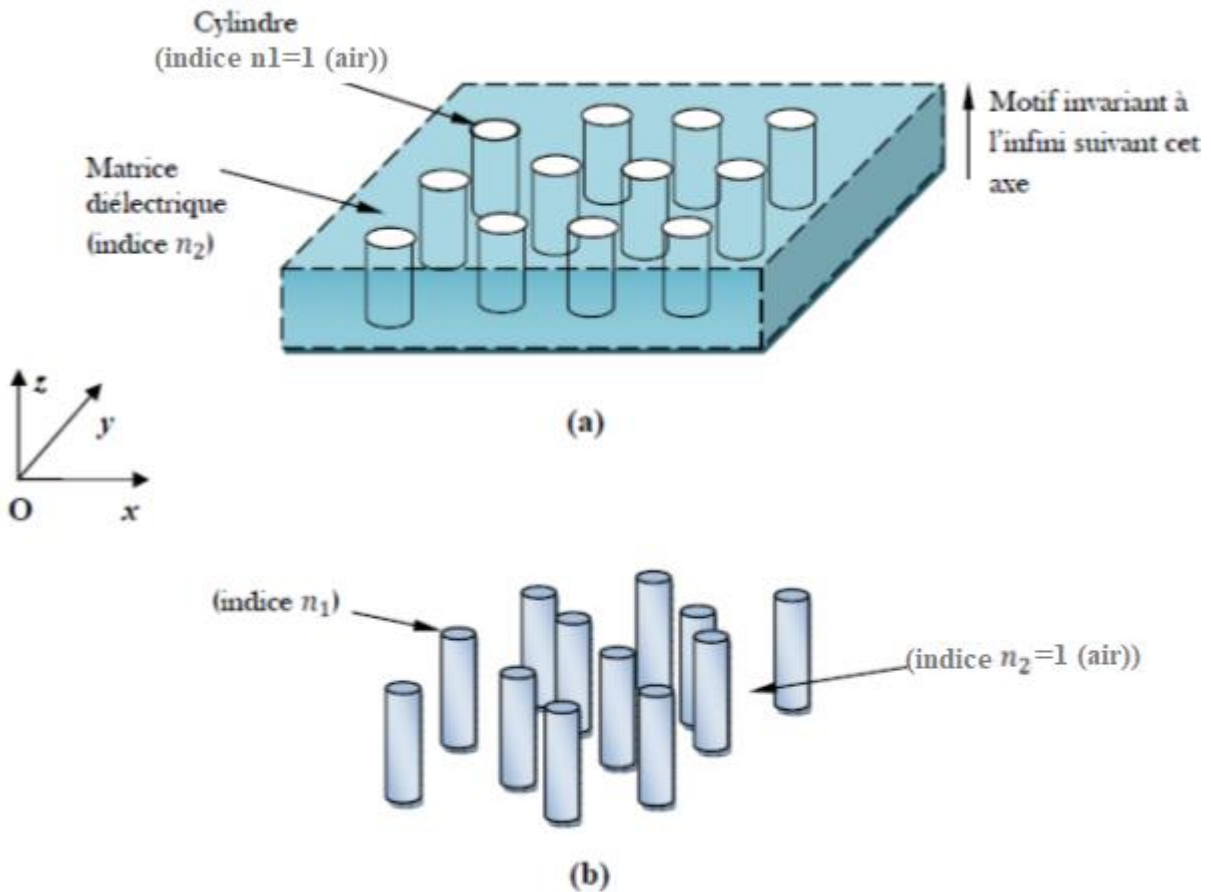 Cylindre
(indice n1=1 (air))
Matrice
diélectrique
(indice n₂)
Motif invariant à
l'infini suivant cet
axe
(a)
z
y
O
x
(indice n₁)
(indice n₂=1 (air))
(b)